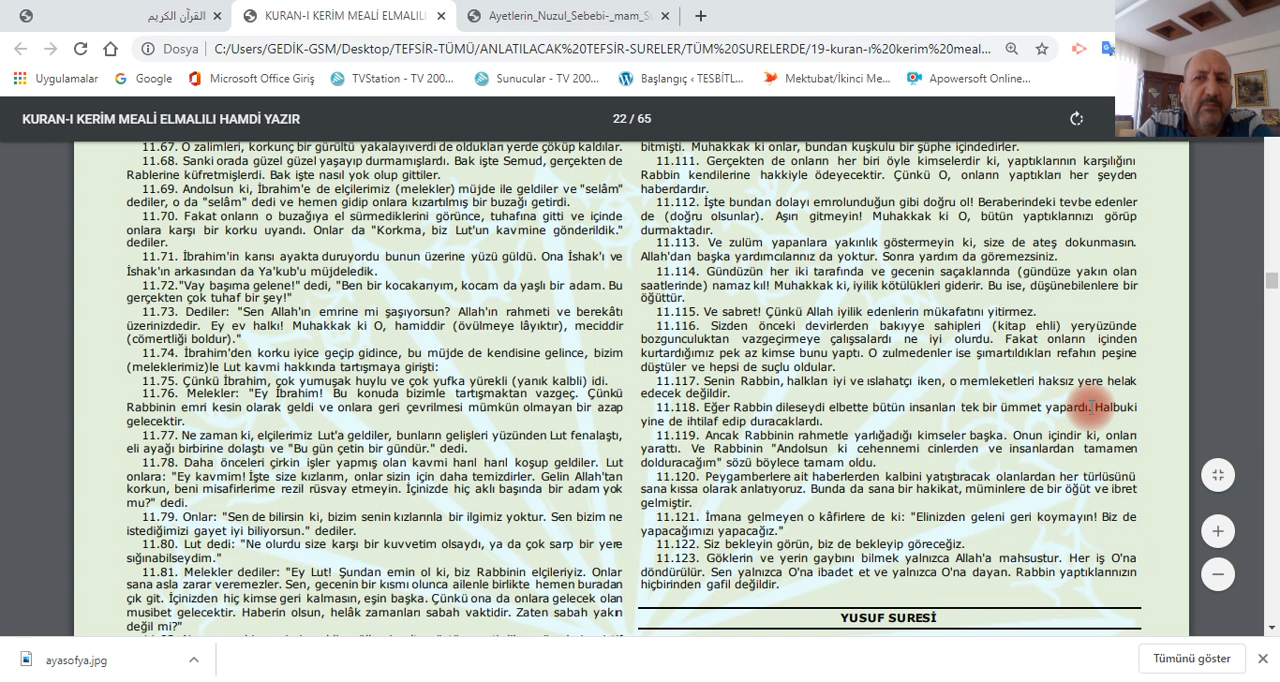 القرآن الكريم
KURAN-I KERİM MEALİ ELMALILI
Ayetlerin_Nuzul_Sebebi-_mam_S
Dosya
C:/Users/GEDİK-GSM/Desktop/TEFSİR-TÜMÜ/ANLATILACAK%20TEFSİR-SURELER/TÜM%20SURELERDE/19-kuran-ı%20kerim%20meal...
Uygulamalar
Google
Microsoft Office Giriş
TVStation - TV 200...
Sunucular - TV 200...
Başlangıç ‹ TESBİTL...
Mektubat/İkinci Me...
Apowersoft Online...
KURAN-I KERİM MEALİ ELMALILI HAMDİ YAZIR
22 / 65
11.67. O zalimleri, korkunç bir gürültü yakalayıverdi de oldukları yerde çöküp kaldılar.
11.68. Sanki orada güzel güzel yaşayıp durmamışlardı. Bak işte Semud, gerçekten de
Rablerine küfretmişlerdi. Bak işte nasıl yok olup gittiler.
11.69. Andolsun ki, İbrahim'e de elçilerimiz (melekler) müjde ile geldiler ve "selâm"
dediler, o da "selâm" dedi ve hemen gidip onlara kızartılmış bir buzağı getirdi.
11.70. Fakat onların o buzağıya el sürmediklerini görünce, tuhafına gitti ve içinde
onlara karşı bir korku uyandı. Onlar da "Korkma, biz Lut'un kavmine gönderildik."
dediler.
11.71. İbrahim'in karısı ayakta duruyordu bunun üzerine yüzü güldü. Ona İshak'ı ve
İshak'ın arkasından da Ya'kub'u müjdeledik.
11.72."Vay başıma gelene!" dedi, "Ben bir kocakarıyım, kocam da yaşlı bir adam. Bu
gerçekten çok tuhaf bir şey!"
11.73. Dediler: "Sen Allah'ın emrine mi şaşıyorsun? Allah'ın rahmeti ve berekâtı
üzerinizdedir. Ey ev halkı! Muhakkak ki O, hamiddir (övülmeye lâyıktır), meciddir
(cömertliği boldur)."
11.74. İbrahim'den korku iyice geçip gidince, bu müjde de kendisine gelince, bizim
(meleklerimiz)le Lut kavmi hakkında tartışmaya girişti:
11.75. Çünkü İbrahim, çok yumuşak huylu ve çok yufka yürekli (yanık kalbli) idi.
11.76. Melekler: "Ey İbrahim! Bu konuda bizimle tartışmaktan vazgeç. Çünkü
Rabbinin emri kesin olarak geldi ve onlara geri çevrilmesi mümkün olmayan bir azap
gelecektir.
11.77. Ne zaman ki, elçilerimiz Lut'a geldiler, bunların gelişleri yüzünden Lut fenalaştı,
eli ayağı birbirine dolaştı ve "Bu gün çetin bir gündür." dedi.
11.78. Daha önceleri çirkin işler yapmış olan kavmi harıl harıl koşup geldiler. Lut
onlara: "Ey kavmim! İşte size kızlarım, onlar sizin için daha temizdirler. Gelin Allah'tan
korkun, beni misafirlerime rezil rüsvay etmeyin. İçinizde hiç aklı başında bir adam yok
mu?" dedi.
11.79. Onlar: "Sen de bilirsin ki, bizim senin kızlarınla bir ilgimiz yoktur. Sen bizim ne
istediğimizi gayet iyi biliyorsun." dediler.
11.80. Lut dedi: "Ne olurdu size karşı bir kuvvetim olsaydı, ya da çok sarp bir yere
sığınabilseydim."
11.81. Melekler dediler: "Ey Lut! Şundan emin ol ki, biz Rabbinin elçileriyiz. Onlar
sana asla zarar veremezler. Sen, gecenin bir kısmı olunca ailenle birlikte hemen buradan
çık git. İçinizden hiç kimse geri kalmasın, eşin başka. Çünkü ona da onlara gelecek olan
musibet gelecektir. Haberin olsun, helâk zamanları sabah vaktidir. Zaten sabah yakın
değil mi?"
bitmişti. Muhakkak ki onlar, bundan kuşkulu bir şüphe içindedirler.
11.111. Gerçekten de onların her biri öyle kimselerdir ki, yaptıklarının karşılığını
Rabbin kendilerine hakkiyle ödeyecektir. Çünkü O, onların yaptıkları her şeyden
haberdardır.
11.112. İşte bundan dolayı emrolunduğun gibi doğru ol! Beraberindeki tevbe edenler
de (doğru olsunlar). Aşırı gitmeyin! Muhakkak ki O, bütün yaptıklarınızı görüp
durmaktadır.
11.113. Ve zulüm yapanlara yakınlık göstermeyin ki, size de ateş dokunmasın.
Allah'dan başka yardımcılarınız da yoktur. Sonra yardım da göremezsiniz.
11.114. Gündüzün her iki tarafında ve gecenin saçaklarında (gündüze yakın olan
saatlerinde) namaz kıl! Muhakkak ki, iyilik kötülükleri giderir. Bu ise, düşünebilenlere bir
öğüttür.
11.115. Ve sabret! Çünkü Allah iyilik edenlerin mükafatını yitirmez.
11.116. Sizden önceki devirlerden bakıyye sahipleri (kitap ehli) yeryüzünde
bozgunculuktan vazgeçirmeye çalışsalardı ne iyi olurdu. Fakat onların içinden
kurtardığımız pek az kimse bunu yaptı. O zulmedenler ise şımartıldıkları refahın peşine
düştüler ve hepsi de suçlu oldular.
11.117. Senin Rabbin, halkları iyi ve ıslahatçı iken, o memleketleri haksız yere helak
edecek değildir.
11.118. Eğer Rabbin dileseydi elbette bütün insanları tek bir ümmet yapardı. Halbuki
yine de ihtilaf edip duracaklardı.
11.119. Ancak Rabbinin rahmetle yarlığadığı kimseler başka. Onun içindir ki, onları
yarattı. Ve Rabbinin "Andolsun ki cehennemi cinlerden ve insanlardan tamamen
dolduracağım" sözü böylece tamam oldu.
11.120. Peygamberlere ait haberlerden kalbini yatıştıracak olanlardan her türlüsünü
sana kıssa olarak anlatıyoruz. Bunda da sana bir hakikat, müminlere de bir öğüt ve ibret
gelmiştir.
11.121. İmana gelmeyen o kâfirlere de ki: "Elinizden geleni geri koymayın! Biz de
yapacağımızı yapacağız."
11.122. Siz bekleyin görün, biz de bekleyip göreceğiz.
11.123. Göklerin ve yerin gaybını bilmek yalnızca Allah'a mahsustur. Her iş O'na
döndürülür. Sen yalnızca O'na ibadet et ve yalnızca O'na dayan. Rabbin yaptıklarınızın
hiçbirinden gafil değildir.
YUSUF SURESİ
ayasofya.jpg
Tümünü göster